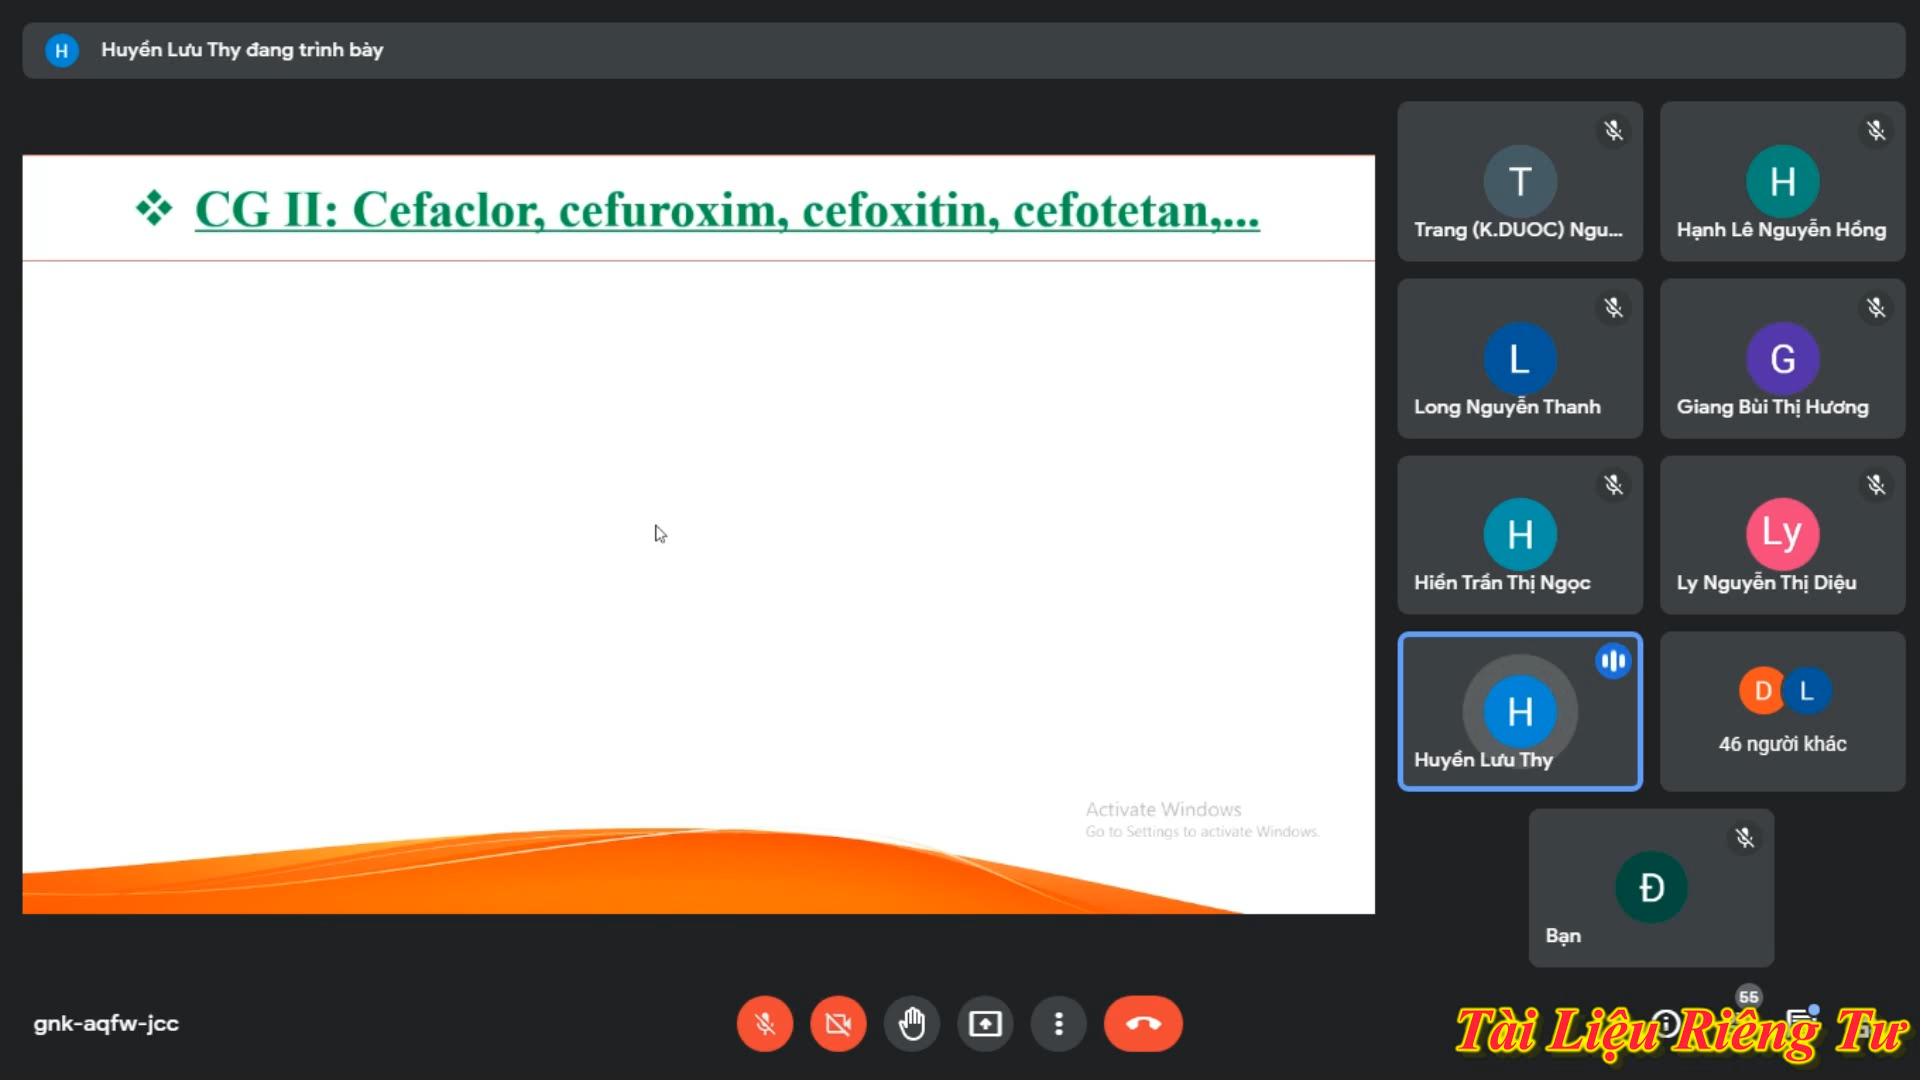 H Huyền Lưu Thy đang trình bày
❖ CG II: Cefaclor, cefuroxim, cefoxitin, cefotetan,...
Activate Windows
Go to Settings to activate Windows.
T
Trang (K.DUOC) Ngu...
H
Hạnh Lê Nguyễn Hồng
L
Long Nguyễn Thanh
G
Giang Bùi Thị Hương
H
Hiền Trần Thị Ngọc
Ly
Ly Nguyễn Thị Diệu
H
Huyền Lưu Thy
D L
46 người khác
Đ
Bạn
gnk-aqfw-jcc
55
Tài Liệu Riêng Tư